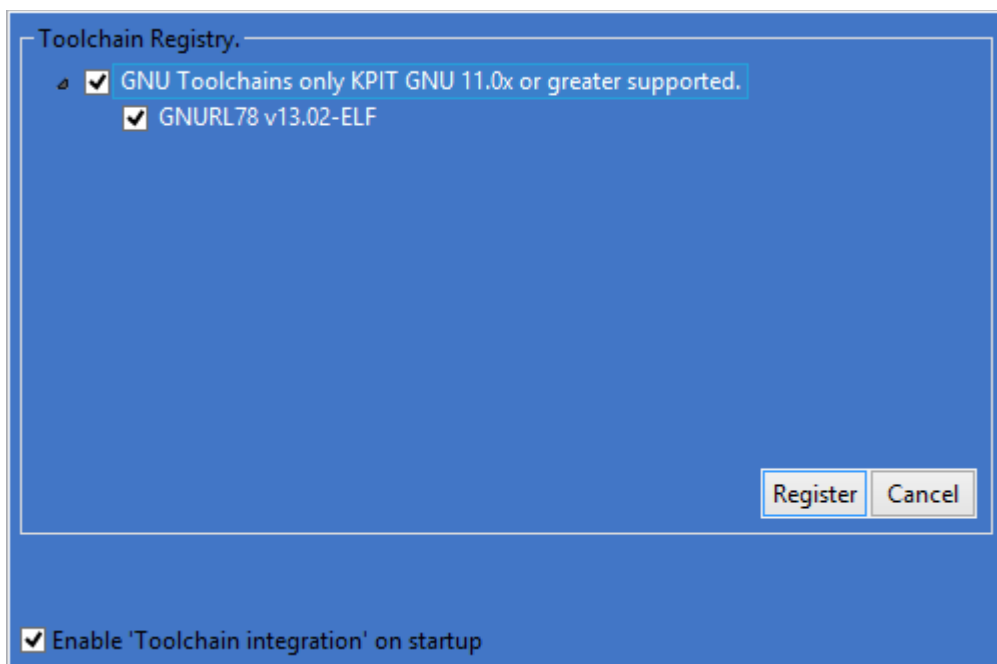 Toolchain Registry.
GNU Toolchains only KPIT GNU 11.0x or greater supported.
GNURL78 v13.02-ELF
Register Cancel
Enable 'Toolchain integration' on startup